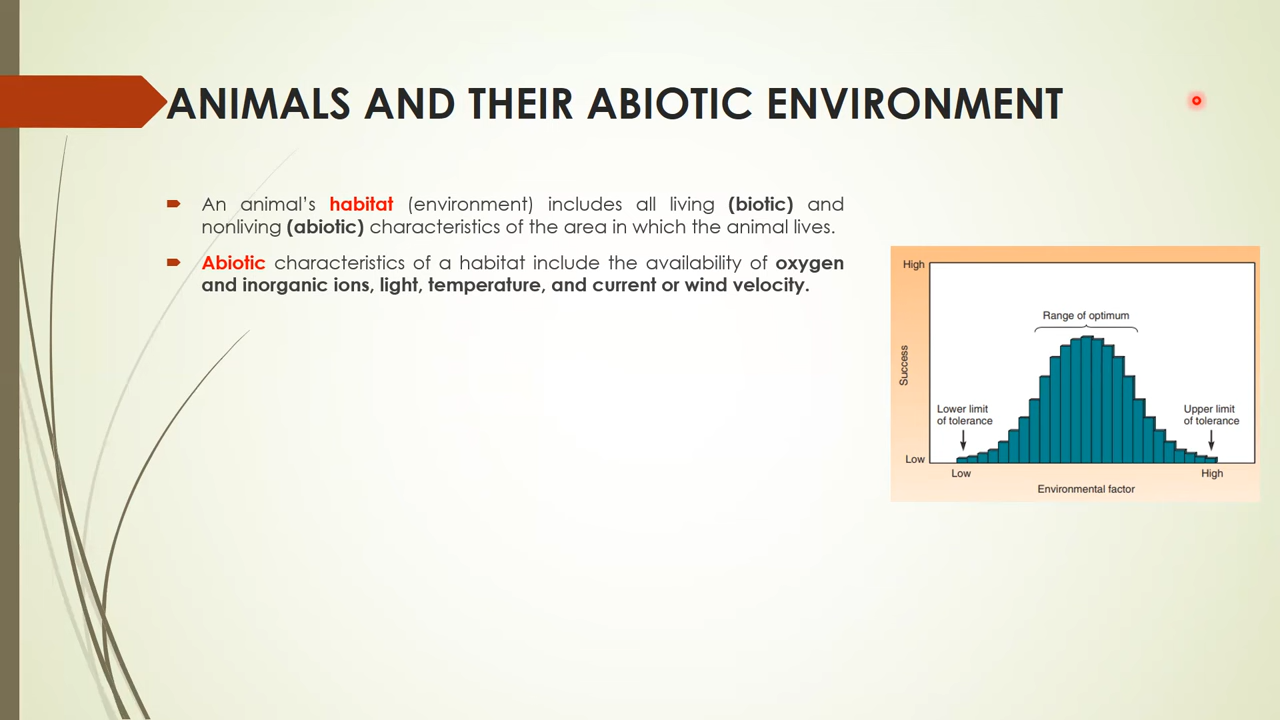 ANIMALS AND THEIR ABIOTIC ENVIRONMENT
An animal’s habitat (environment) includes all living (biotic) and
nonliving (abiotic) characteristics of the area in which the animal lives.
Abiotic characteristics of a habitat include the availability of oxygen
and inorganic ions, light, temperature, and current or wind velocity.
High
Range of optimum
Success
Lower limit
of tolerance
Upper limit
of tolerance
Low
Low
High
Environmental factor